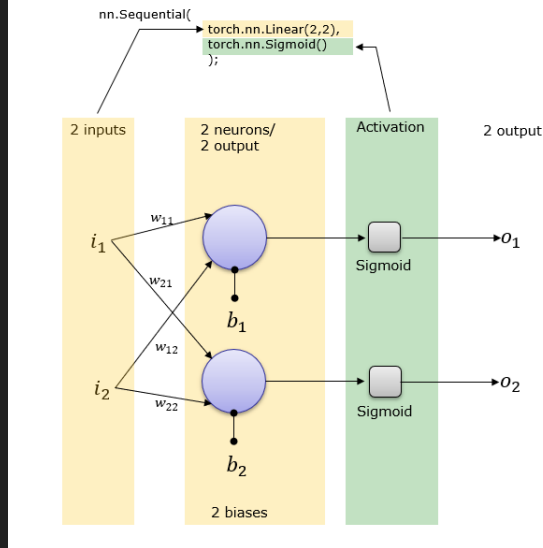 nn.Sequential(
torch.nn.Linear(2,2),
torch.nn.Sigmoid()
);
2 inputs
2 neurons/
2 output
Activation
2 output
w₁₁
i₁
o₁
Sigmoid
w₂₁
b₁
w₁₂
i₂
o₂
w₂₂
Sigmoid
b₂
2 biases